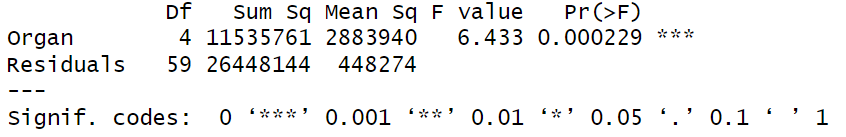 Df   Sum Sq Mean Sq F value   Pr(>F)
Organ        4 11535761 2883940   6.433 0.000229 ***
Residuals   59 26448144  448274
---
Signif. codes:  0 ‘***’ 0.001 ‘**’ 0.01 ‘*’ 0.05 ‘.’ 0.1 ‘ ’ 1